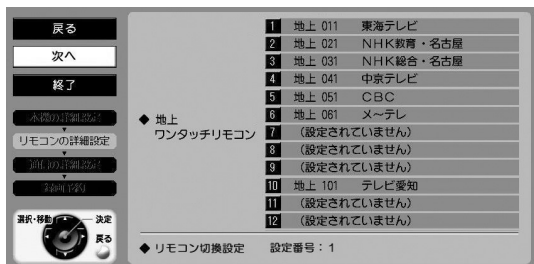 戻る
次へ
終了
本機の詳細設定
リモコンの詳細設定
選択・移動
決定
戻る
◆ 地上
ワンタッチリモコン
1 地上 011 東海テレビ
2 地上 021 NHK教育・名古屋
3 地上 031 NHK総合・名古屋
4 地上 041 中京テレビ
5 地上 051 CBC
6 地上 061 メ~テレ
7 (設定されていません)
8 (設定されていません)
9 (設定されていません)
10 地上 101 テレビ愛知
11 (設定されていません)
12 (設定されていません)
◆ リモコン切換設定 設定番号:1